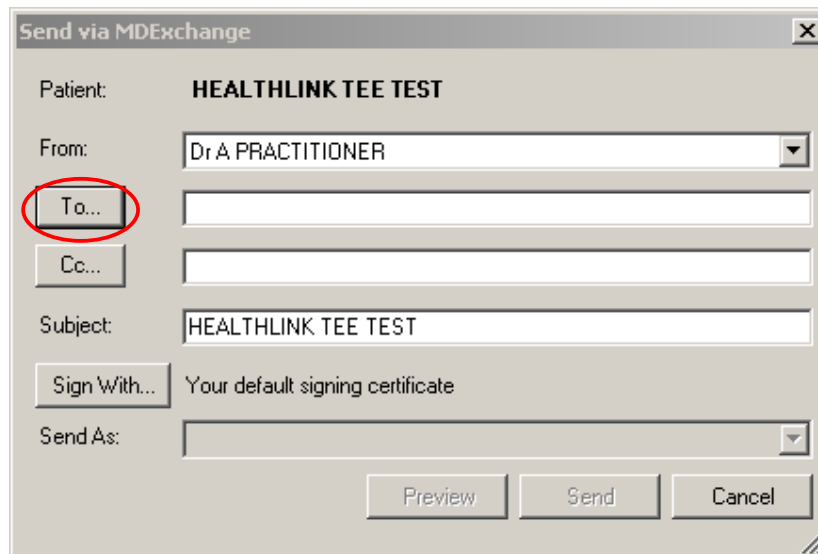 Send via MDExchange
Patient: HEALTHLINK TEE TEST
From: Dr A PRACTITIONER
To...
Cc...
Subject: HEALTHLINK TEE TEST
Sign With... Your default signing certificate
Send As:
Preview Send Cancel